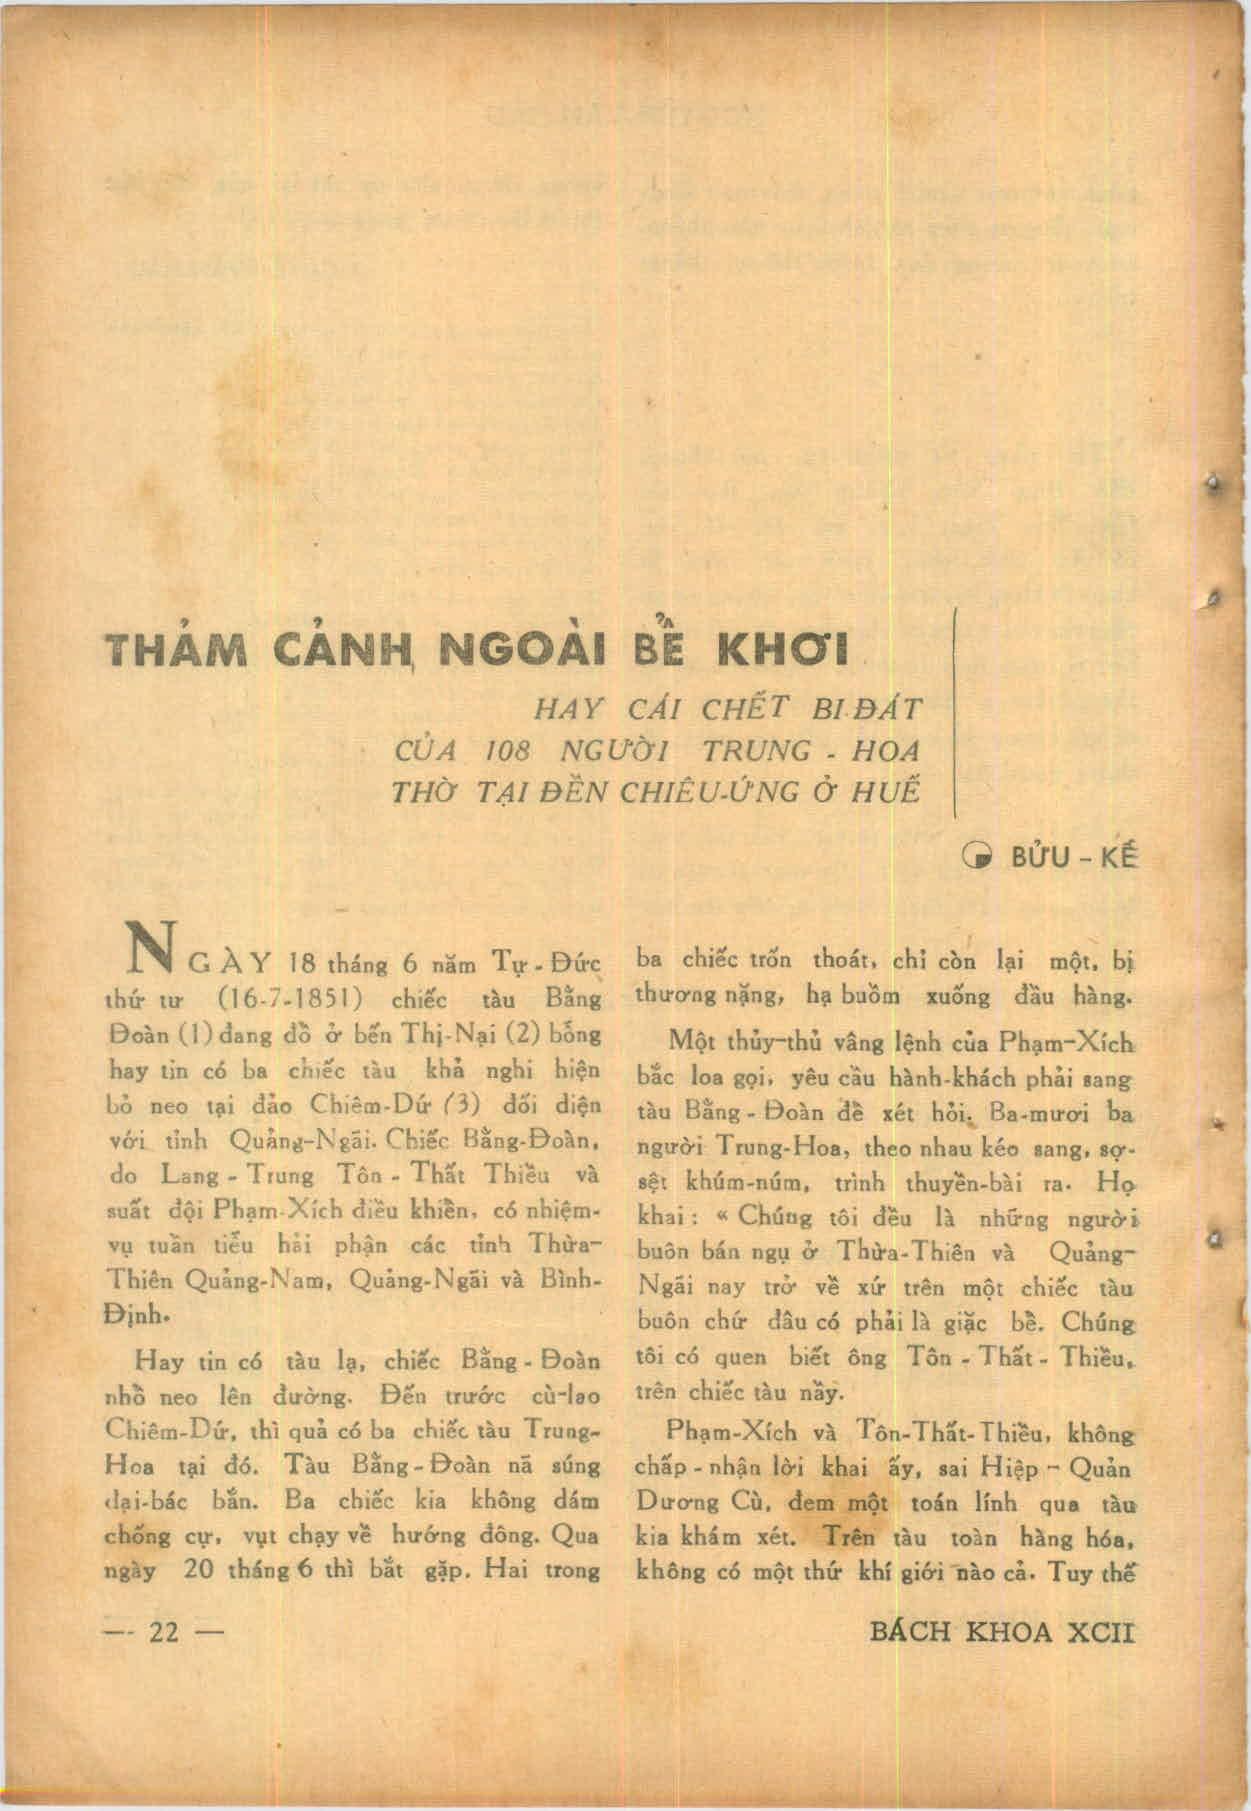 THẢM CẢNH NGOÀI BỂ KHƠI
HAY CÁI CHẾT BI-ĐÁT
CỦA 108 NGƯỜI TRUNG - HOA
THỜ TẠI ĐỀN CHIÊU-ỨNG Ở HUẾ
BỬU - KẾ
NGÀY 18 tháng 6 năm Tự - Đức
thứ tư (16-7-1851) chiếc tàu Bằng
Đoàn (1) đang đỗ ở bến Thị-Nại (2) bỗng
hay tin có ba chiếc tàu khả nghi hiện
bỏ neo tại đảo Chiêm-Dứ (3) đối diện
với tỉnh Quảng-Ngãi. Chiếc Bằng-Đoàn,
do Lang - Trung Tôn - Thất Thiều và
suất đội Phạm-Xích điều khiển, có nhiệm-
vụ tuần tiễu hải phận các tỉnh Thừa-
Thiên Quảng-Nam, Quảng-Ngãi và Bình-
Định.
Hay tin có tàu lạ, chiếc Bằng - Đoàn
nhổ neo lên đường. Đến trước cù-lao
Chiêm-Dứ, thì quả có ba chiếc tàu Trung-
Hoa tại đó. Tàu Bằng-Đoàn nã súng
đại-bác bắn. Ba chiếc kia không dám
chống cự, vụt chạy về hướng đông. Qua
ngày 20 tháng 6 thì bắt gặp. Hai trong
ba chiếc trốn thoát, chỉ còn lại một, bị
thương nặng, hạ buồm xuống đầu hàng.
Một thủy-thủ vâng lệnh của Phạm-Xích
bắc loa gọi, yêu cầu hành-khách phải sang
tàu Bằng - Đoàn để xét hỏi. Ba-mươi ba
người Trung-Hoa, theo nhau kéo sang, sợ-
sệt khúm-núm, trình thuyền-bài ra. Họ
khai : « Chúng tôi đều là những người
buôn bán ngụ ở Thừa-Thiên và Quảng-
Ngãi nay trở về xứ trên một chiếc tàu
buôn chứ đâu có phải là giặc bể. Chúng
tôi có quen biết ông Tôn - Thất - Thiều,
trên chiếc tàu nầy.
Phạm-Xích và Tôn-Thất-Thiều, không
chấp - nhận lời khai ấy, sai Hiệp - Quản
Dương Cù, đem một toán lính qua tàu
kia khám xét. Trên tàu toàn hàng hóa,
không có một thứ khí giới nào cả. Tuy thế
— 22 —
BÁCH KHOA XCII